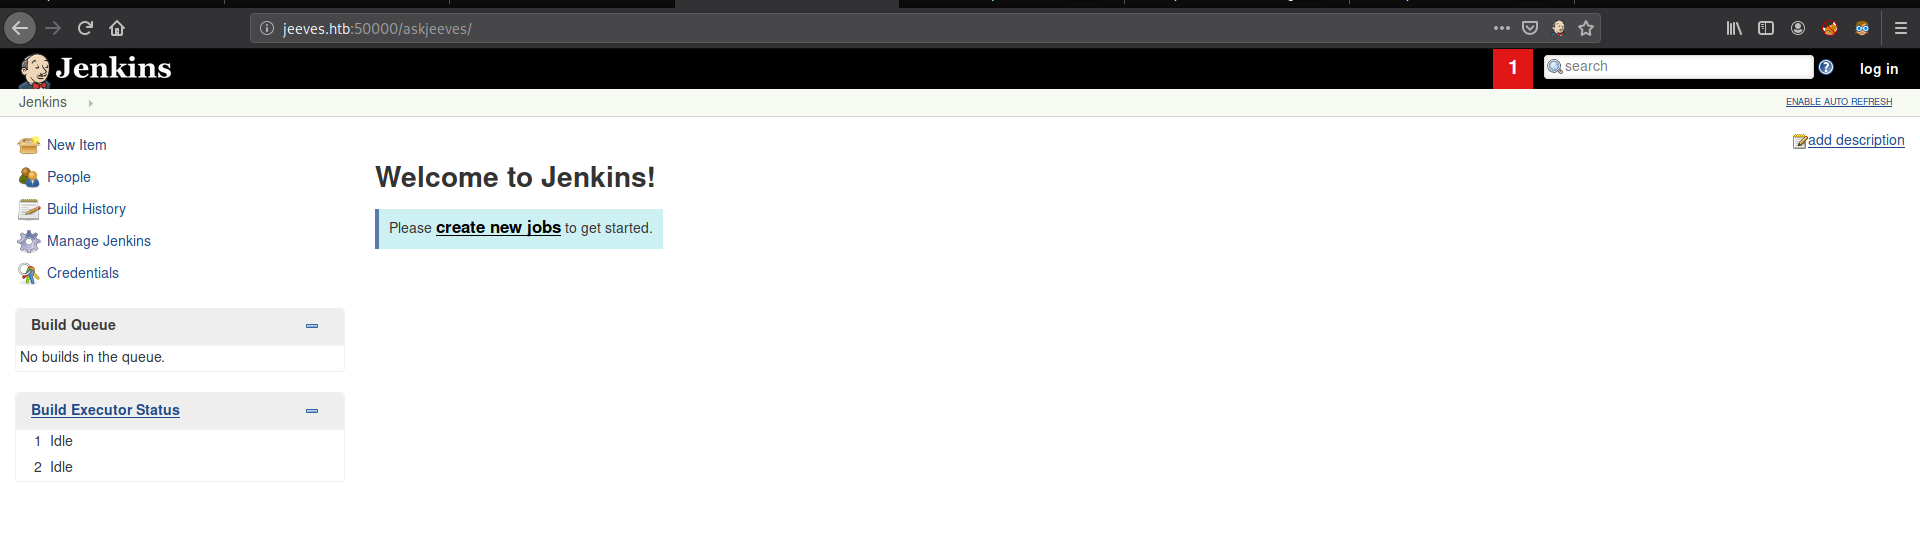 jeeves.htb:50000/askjeeves/
Jenkins
1
search
log in
Jenkins
ENABLE AUTO REFRESH
New Item
People
Build History
Manage Jenkins
Credentials
add description
Welcome to Jenkins!
Please create new jobs to get started.
Build Queue
No builds in the queue.
Build Executor Status
1 Idle
2 Idle